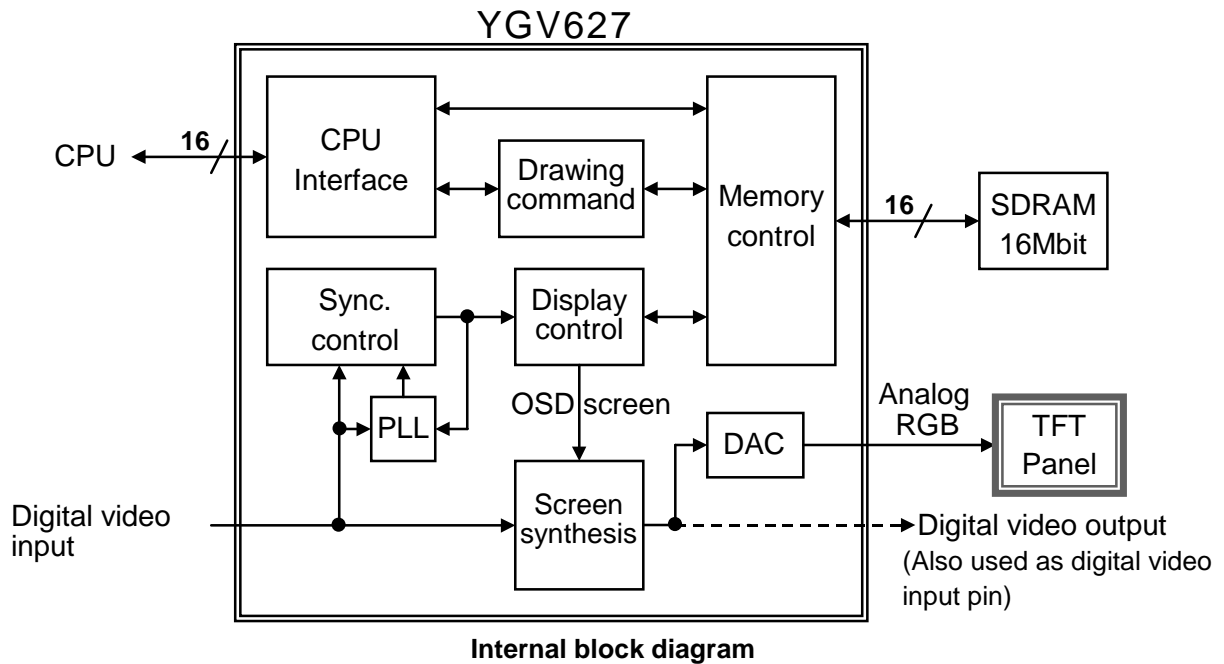 YGV627
CPU
16
CPU
Interface
Drawing
command
Memory
control
16
SDRAM
16Mbit
Sync.
control
Display
control
PLL
OSD screen
DAC
Analog
RGB
TFT
Panel
Digital video
input
Screen
synthesis
Digital video output
(Also used as digital video
input pin)
Internal block diagram